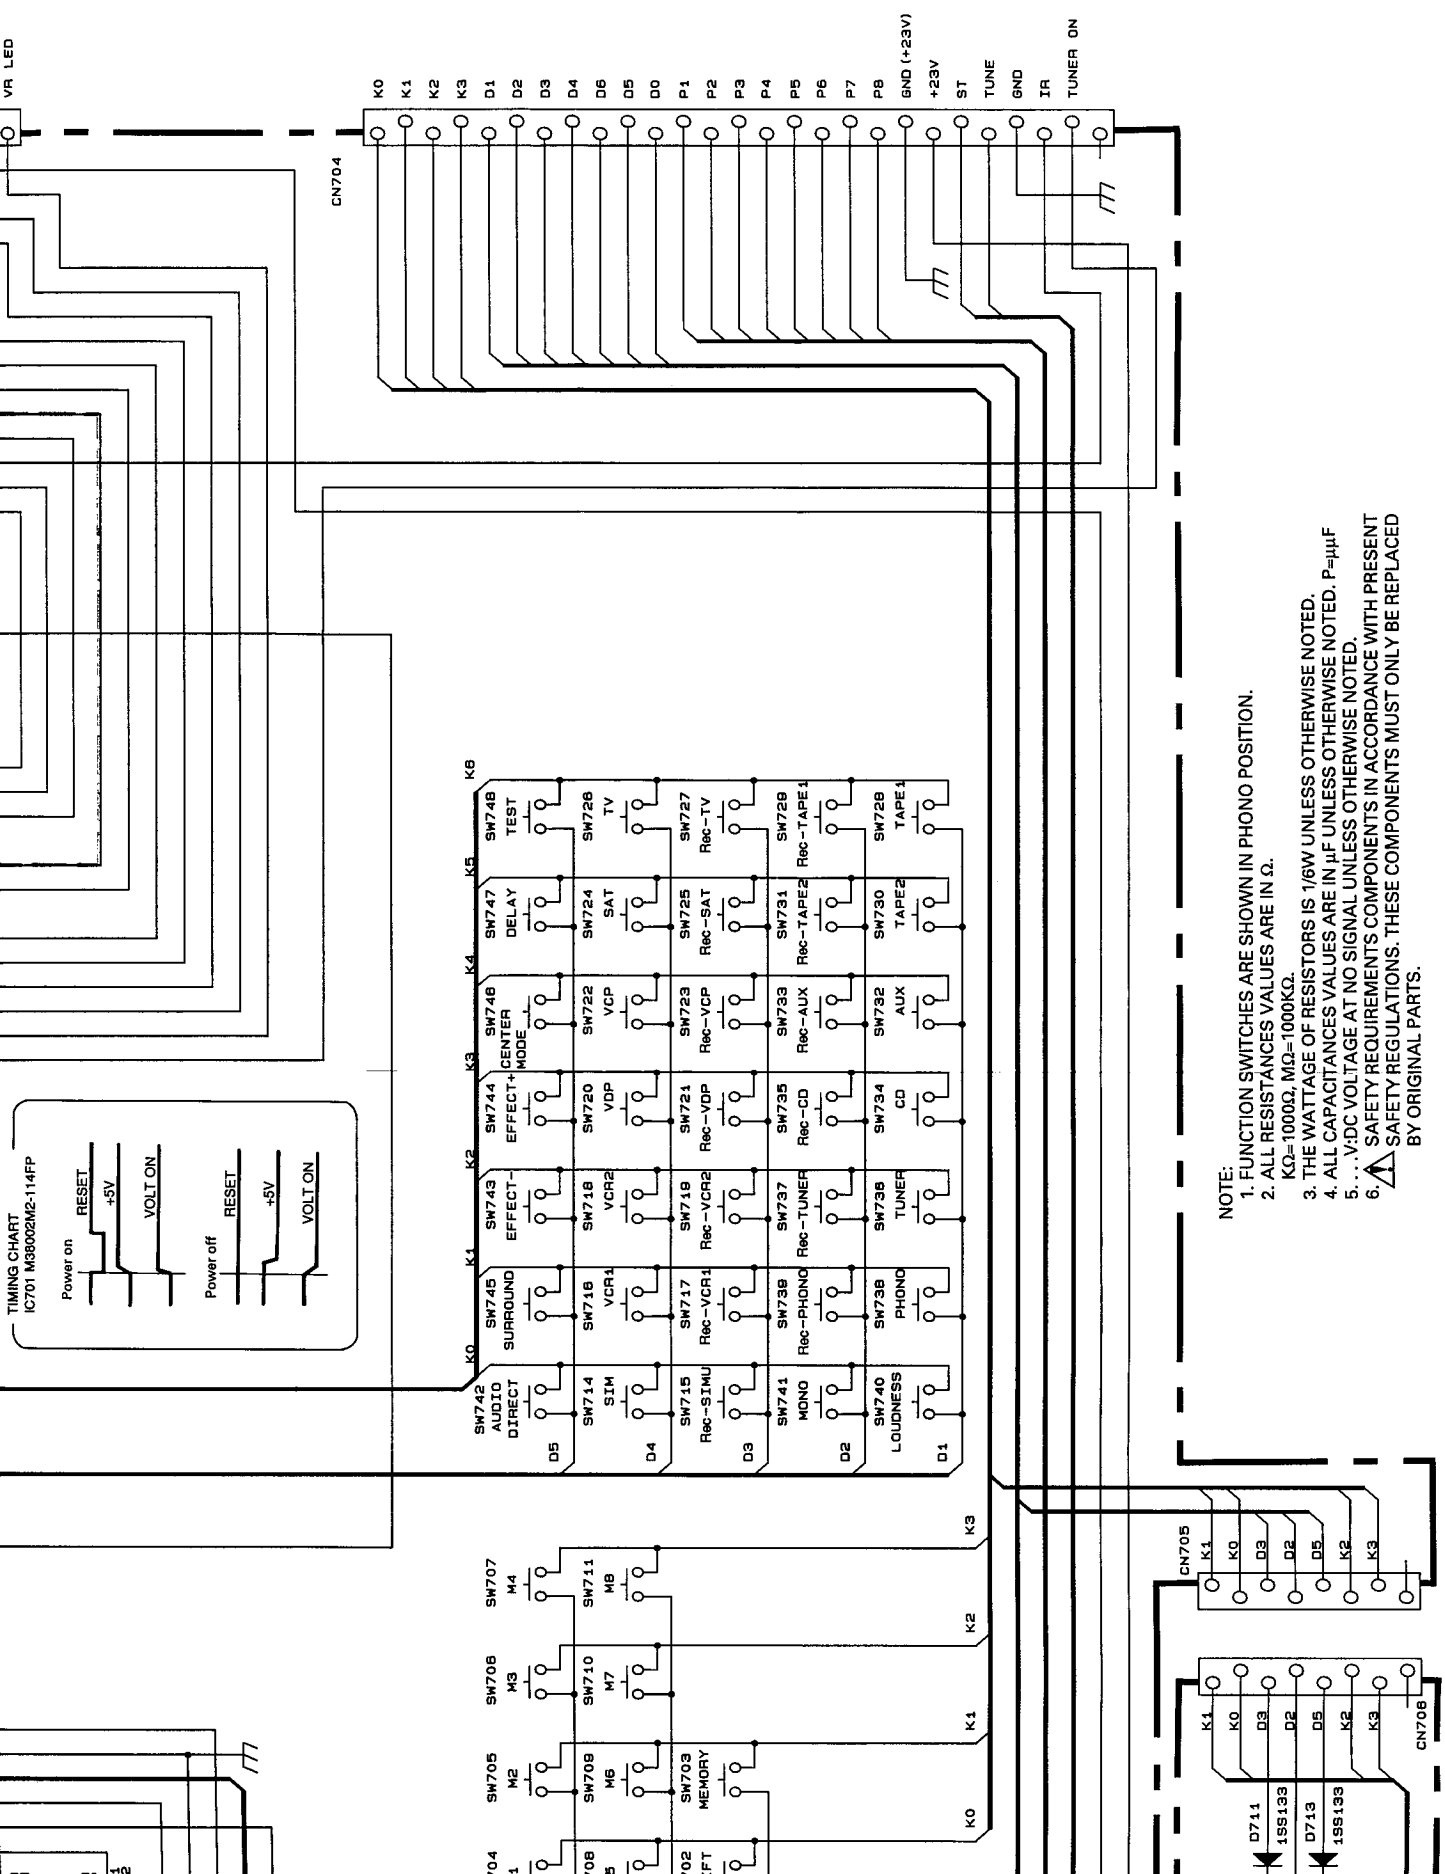 VR LED
CN704
K0
K1
K2
K3
D1
D2
D3
D4
D6
D5
D0
P1
P2
P3
P4
P5
P6
P7
P8
GND (+23V)
+23V
ST
TUNE
GND
IR
TUNER ON
TIMING CHART
IC701 M38002M2-114FP
Power on
RESET
+5V
VOLT ON
Power off
RESET
+5V
VOLT ON
K0
K1
K2
K3
K4
K5
K6
SW742
AUDIO
DIRECT
SW745
SURROUND
SW743
EFFECT-
SW744
EFFECT+
SW746
CENTER
MODE
SW747
DELAY
SW748
TEST
D5
SW714
SIM
SW716
VCR1
SW718
VCR2
SW720
VDP
SW722
VCP
SW724
SAT
SW726
TV
D4
SW715
Rec-SIMU
SW717
Rec-VCR1
SW719
Rec-VCR2
SW721
Rec-VDP
SW723
Rec-VCP
SW725
Rec-SAT
SW727
Rec-TV
D3
SW741
MONO
SW739
Rec-PHONO
SW737
Rec-TUNER
SW735
Rec-CD
SW733
Rec-AUX
SW731
Rec-TAPE2
SW729
Rec-TAPE1
D2
SW740
LOUDNESS
SW738
PHONO
SW736
TUNER
SW734
CD
SW732
AUX
SW730
TAPE2
SW728
TAPE1
D1
SW707
M4
SW711
M8
K3
SW706
M3
SW710
M7
K2
SW705
M2
SW709
M6
SW703
MEMORY
K1
K0
CN705
K1
K0
D3
D2
D5
K2
K3
K1
K0
D3
D2
D5
K2
K3
CN706
D711
1SS133
D713
1SS133
NOTE:
1. FUNCTION SWITCHES ARE SHOWN IN PHONO POSITION.
2. ALL RESISTANCES VALUES ARE IN Ω.
KΩ=1000Ω, MΩ=1000KΩ.
3. THE WATTAGE OF RESISTORS IS 1/6W UNLESS OTHERWISE NOTED.
4. ALL CAPACITANCES VALUES ARE IN µF UNLESS OTHERWISE NOTED. P=µµF
5. . . .V:DC VOLTAGE AT NO SIGNAL UNLESS OTHERWISE NOTED.
6. SAFETY REQUIREMENTS COMPONENTS IN ACCORDANCE WITH PRESENT
SAFETY REGULATIONS. THESE COMPONENTS MUST ONLY BE REPLACED
BY ORIGINAL PARTS.